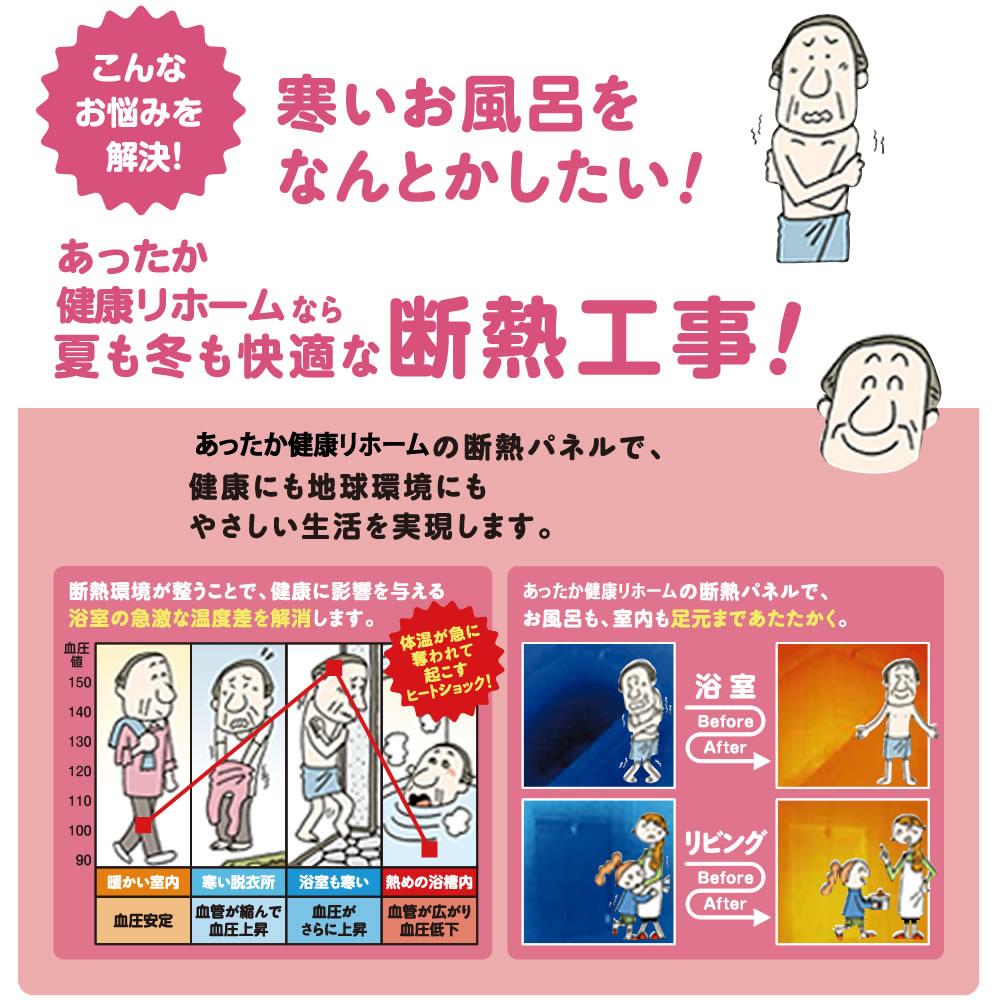 こんな
お悩みを
解決!
寒いお風呂を
なんとかしたい!
あったか
健康リホームなら
夏も冬も快適な断熱工事!
あったか健康リホームの断熱パネルで、
健康にも地球環境にも
やさしい生活を実現します。
断熱環境が整うことで、健康に影響を与える
浴室の急激な温度差を解消します。
体温が急に
奪われて
起こす
ヒートショック!
血圧
値
150
140
130
120
110
100
90
暖かい室内
寒い脱衣所
浴室も寒い
熱めの浴槽内
血圧安定
血管が縮んで
血圧上昇
血圧が
さらに上昇
血管が広がり
血圧低下
あったか健康リホームの断熱パネルで、
お風呂も、室内も足元まであたたかく。
浴室
Before
After
リビング
Before
After